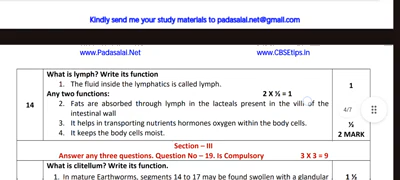 Kindly send me your study materials to padasalai.net@gmail.com
www.Padasalai.Net www.CBSEtips.in
What is lymph? Write its function
1. The fluid inside the lymphatics is called lymph. 1
Any two functions: 2 X ½ = 1
14 2. Fats are absorbed through lymph in the lacteals present in the villi of the
4/7
intestinal wall
3. It helps in transporting nutrients hormones oxygen within the body cells. ½
4. It keeps the body cells moist. 2 MARK
Section – III
Answer any three questions. Question No – 19. Is Compulsory 3 X 3 = 9
What is clitellum? Write its function.
1. In mature Earthworms, segments 14 to 17 may be found swollen with a glandular 1 ½